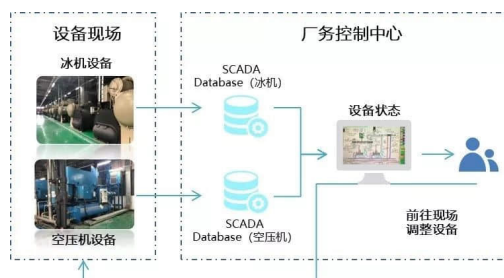 设备现场
冰机设备
空压机设备
厂务控制中心
SCADA
Database（冰机）
SCADA
Database（空压机）
设备状态
前往现场
调整设备